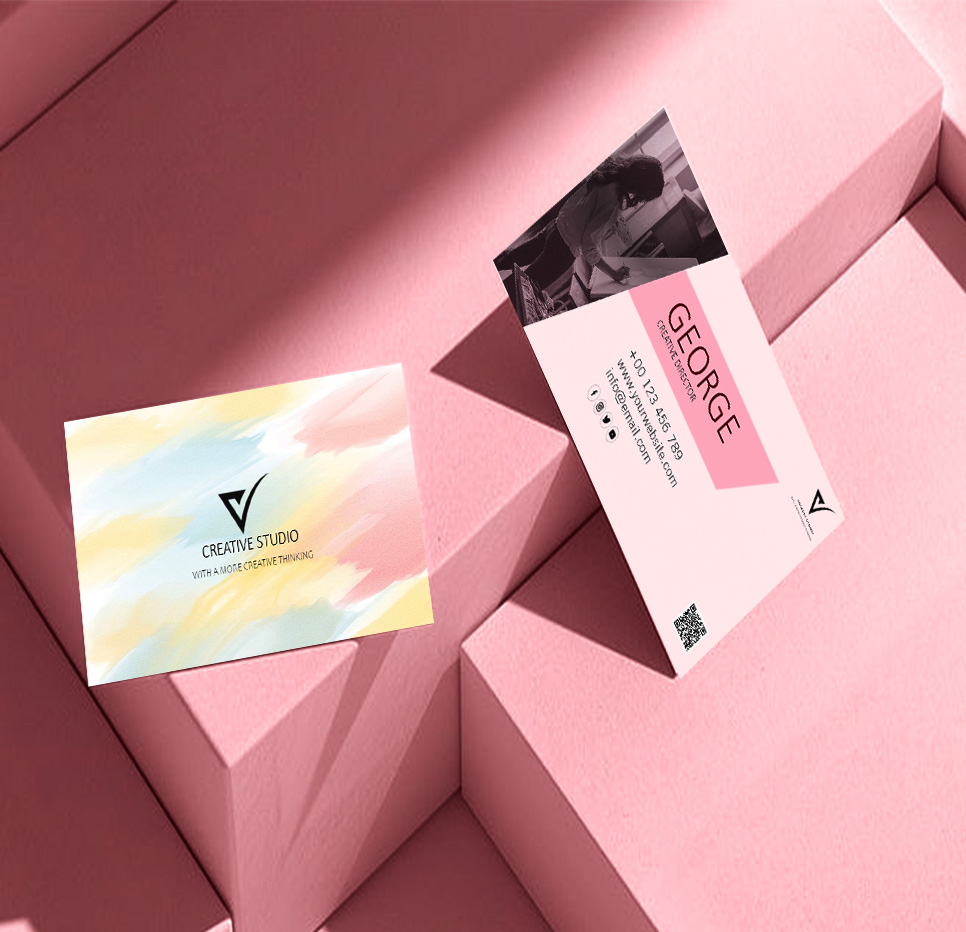 CREATIVE STUDIO
WITH A MORE CREATIVE THINKING
GEORGE
CREATIVE DIRECTOR
+00 123 456 789
www.yourwebsite.com
info@email.com